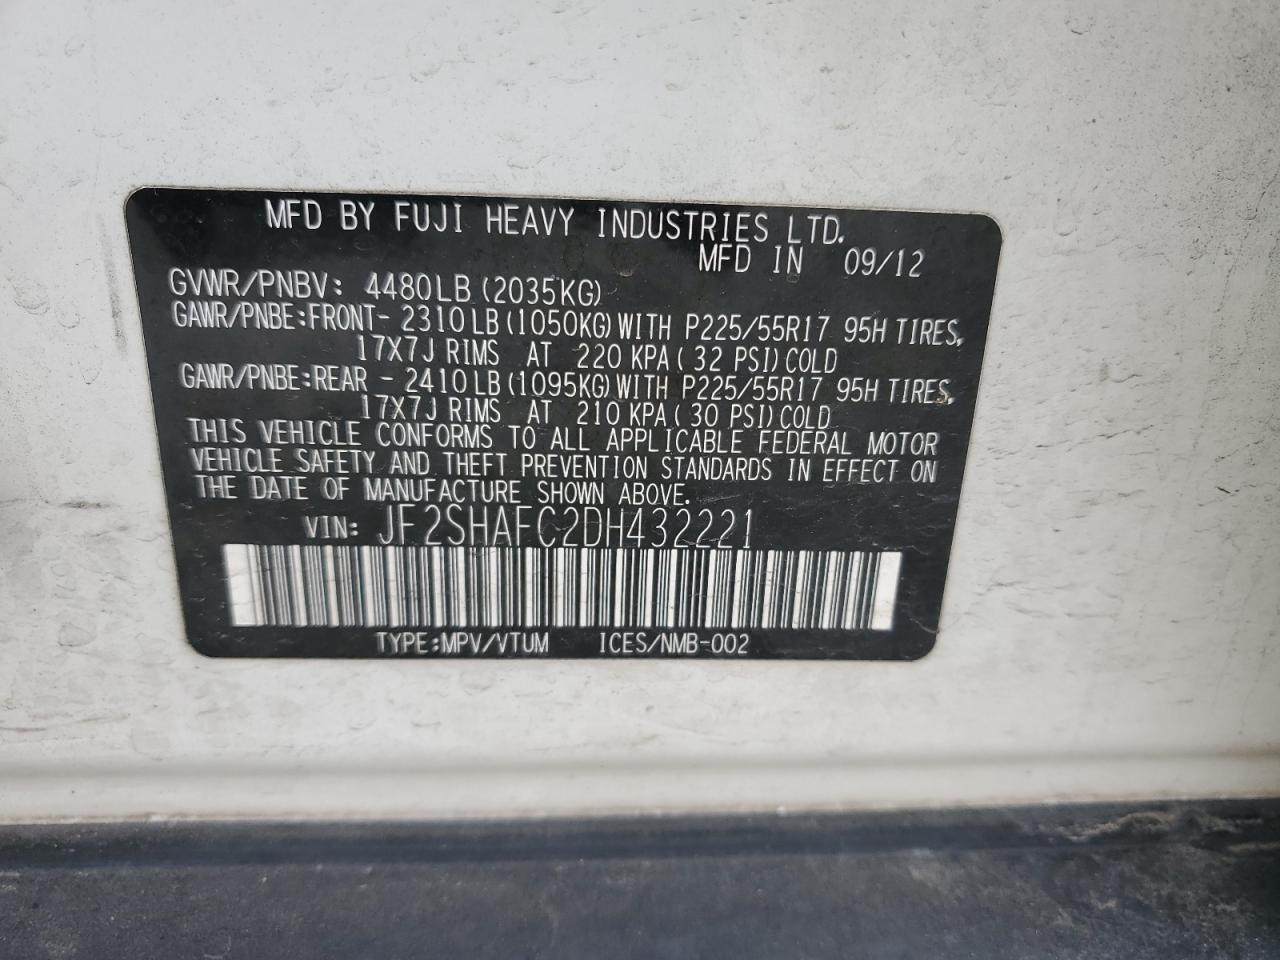 MFD BY FUJI HEAVY INDUSTRIES LTD.
MFD IN 09/12
GVWR/PNBV: 4480LB (2035KG)
GAWR/PNBE:FRONT- 2310 LB (1050KG) WITH P225/55R17 95H TIRES,
17X7J RIMS AT 220 KPA ( 32 PSI) COLD
GAWR/PNBE:REAR - 2410 LB (1095KG) WITH P225/55R17 95H TIRES,
17X7J RIMS AT 210 KPA ( 30 PSI) COLD
THIS VEHICLE CONFORMS TO ALL APPLICABLE FEDERAL MOTOR
VEHICLE SAFETY AND THEFT PREVENTION STANDARDS IN EFFECT ON
THE DATE OF MANUFACTURE SHOWN ABOVE.
VIN: JF2SHAFC2DH432221
TYPE:MPV/VTUM ICES/NMB-002